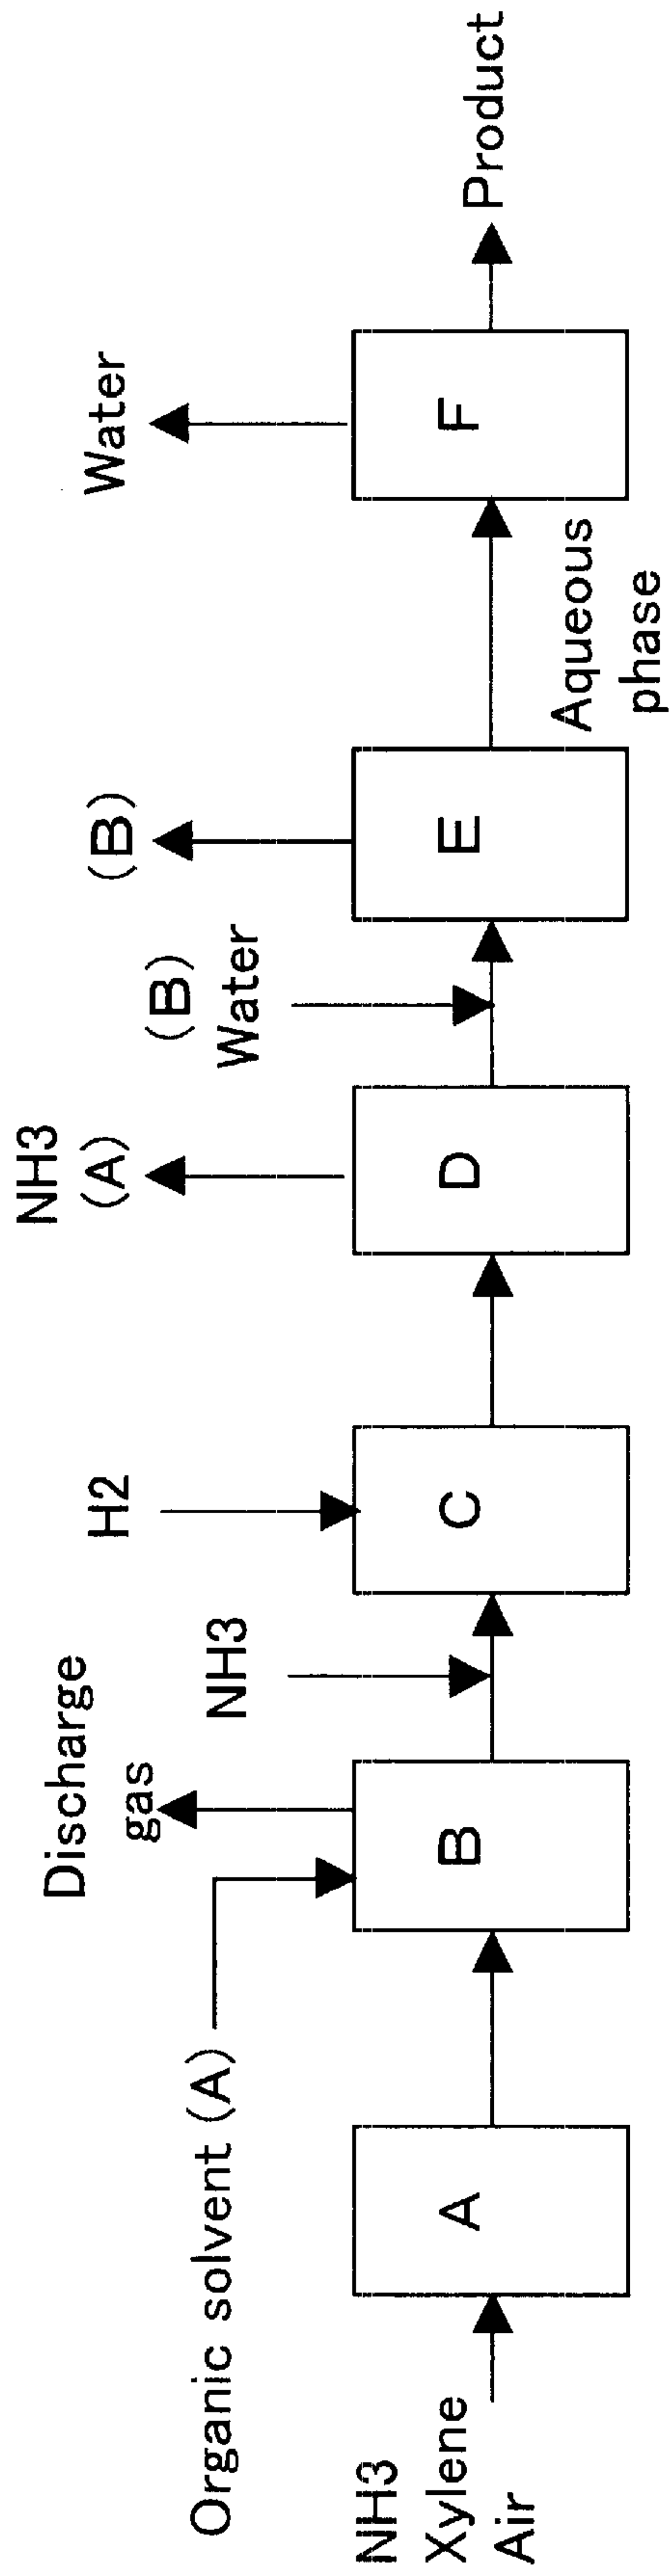 NH3
Xylene
Air
A
Organic solvent (A)
Discharge
gas
B
NH3
H2
C
NH3
(A)
D
(B)
Water
(B)
E
Aqueous
phase
Water
F
Product